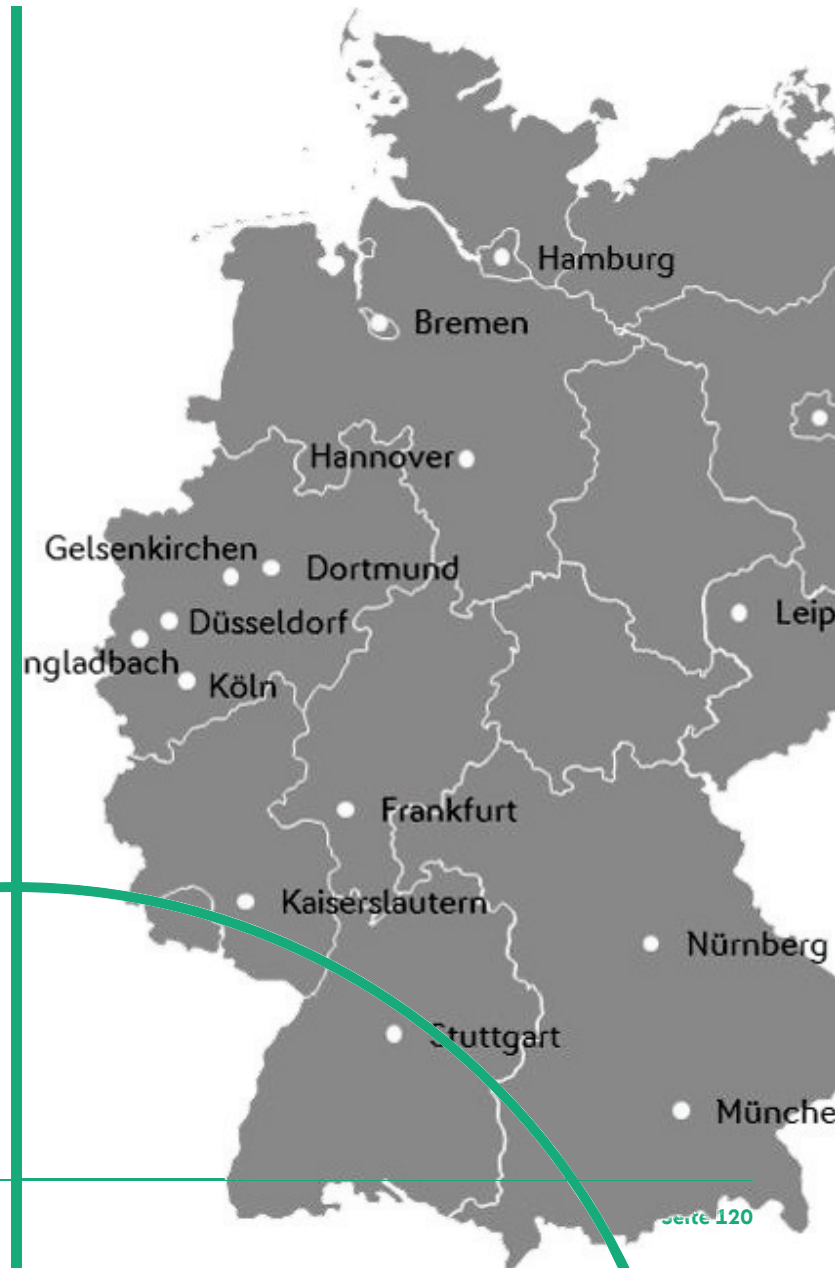 Hamburg
Bremen
Hannover
Gelsenkirchen
Dortmund
Düsseldorf
Leip
ngladbach
Köln
Frankfurt
Kaiserslautern
Nürnberg
Stuttgart
Münche
Seite 120